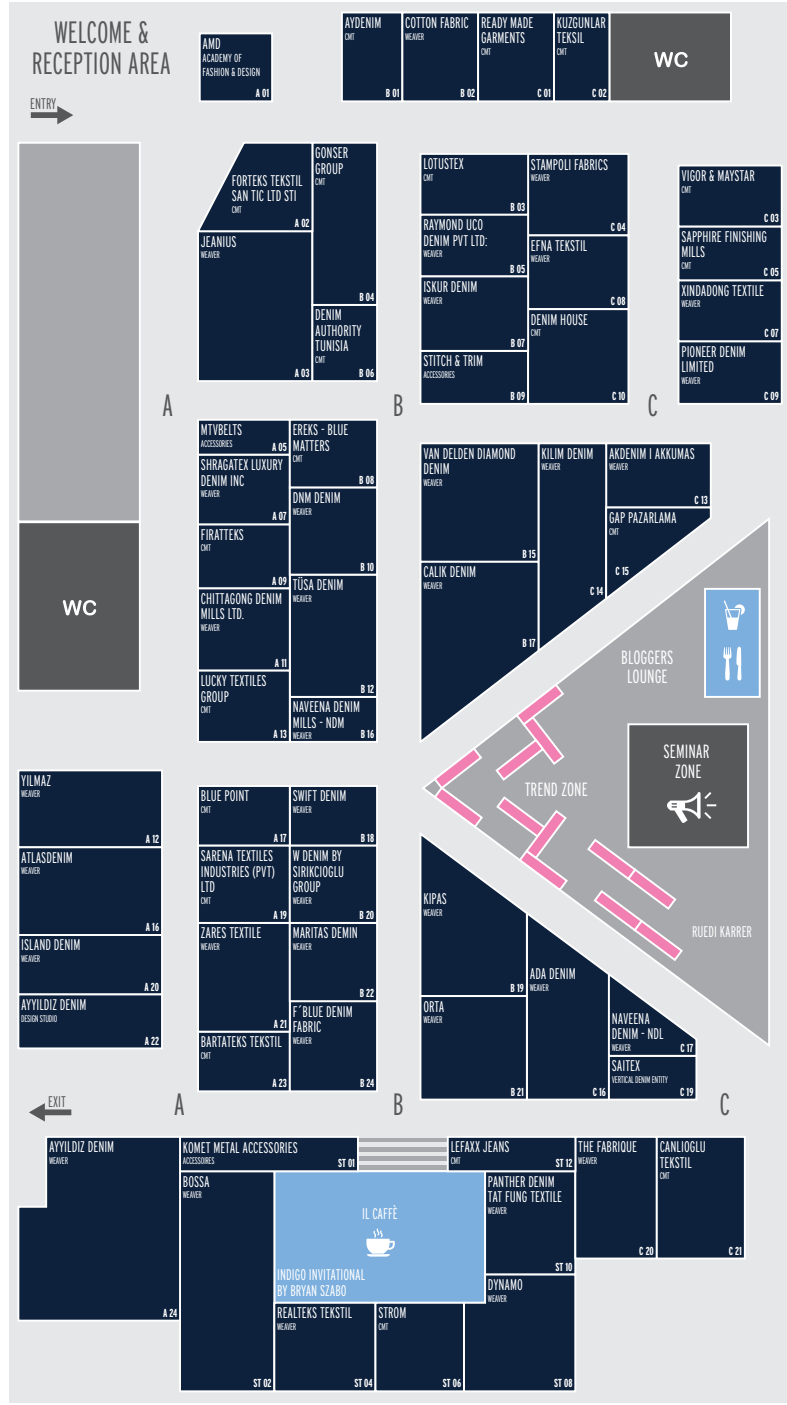 WELCOME &
RECEPTION AREA
ENTRY
AMD
ACADEMY OF
FASHION & DESIGN
A 01
AYDENIM
CMT
B 01
COTTON FABRIC
WEAVER
B 02
READY MADE
GARMENTS
CMT
C 01
KUZGUNLAR
TEKSIL
CMT
C 02
WC
FORTEKS TEKSTIL
SAN TIC LTD STI
CMT
A 02
GONSER
GROUP
CMT
B 04
JEANIUS
WEAVER
A 03
DENIM
AUTHORITY
TUNISIA
CMT
B 06
LOTUSTEX
CMT
B 03
STAMPOLI FABRICS
WEAVER
C 04
RAYMOND UCO
DENIM PVT LTD:
WEAVER
B 05
EFNA TEKSTIL
WEAVER
C 08
ISKUR DENIM
WEAVER
B 07
DENIM HOUSE
CMT
C 10
STITCH & TRIM
ACCESSORIES
B 09
VIGOR & MAYSTAR
CMT
C 03
SAPPHIRE FINISHING
MILLS
CMT
C 05
XINDADONG TEXTILE
WEAVER
C 07
PIONEER DENIM
LIMITED
WEAVER
C 09
A
B
C
MTVBELTS
ACCESSORIES
A 05
EREKS - BLUE
MATTERS
CMT
B 08
SHRAGATEX LUXURY
DENIM INC
WEAVER
A 07
DNM DENIM
WEAVER
B 10
FIRATTEKS
CMT
A 09
TÜSA DENIM
WEAVER
B 12
CHITTAGONG DENIM
MILLS LTD.
WEAVER
A 11
LUCKY TEXTILES
GROUP
CMT
A 13
NAVEENA DENIM
MILLS - NDM
WEAVER
B 16
VAN DELDEN DIAMOND
DENIM
WEAVER
B 15
KILIM DENIM
WEAVER
C 14
AKDENIM I AKKUMAS
WEAVER
C 13
GAP PAZARLAMA
CMT
C 15
CALIK DENIM
WEAVER
B 17
WC
BLOGGERS
LOUNGE
SEMINAR
ZONE
TREND ZONE
RUEDI KARRER
YILMAZ
WEAVER
A 12
ATLASDENIM
WEAVER
A 16
ISLAND DENIM
WEAVER
A 20
AYYILDIZ DENIM
DESIGN STUDIO
A 22
BLUE POINT
CMT
A 17
SWIFT DENIM
WEAVER
B 18
SARENA TEXTILES
INDUSTRIES (PVT)
LTD
CMT
A 19
W DENIM BY
SIRIKCIOGLU
GROUP
WEAVER
B 20
ZARES TEXTILE
WEAVER
A 21
MARITAS DEMIN
WEAVER
B 22
F´BLUE DENIM
FABRIC
WEAVER
B 24
BARTATEKS TEKSTIL
CMT
A 23
KIPAS
WEAVER
B 19
ORTA
WEAVER
B 21
ADA DENIM
WEAVER
C 16
NAVEENA
DENIM - NDL
WEAVER
C 17
SAITEX
VERTICAL DENIM ENTITY
C 19
EXIT
A
B
C
AYYILDIZ DENIM
WEAVER
A 24
KOMET METAL ACCESSORIES
ACCESSOIRES
ST 01
LEFAXX JEANS
CMT
ST 12
THE FABRIQUE
WEAVER
C 20
CANLIOGLU
TEKSTIL
CMT
C 21
BOSSA
WEAVER
ST 02
IL CAFFÈ
INDIGO INVITATIONAL
BY BRYAN SZABO
PANTHER DENIM
TAT FUNG TEXTILE
WEAVER
ST 10
DYNAMO
WEAVER
ST 08
REALTEKS TEKSTIL
WEAVER
ST 04
STROM
CMT
ST 06